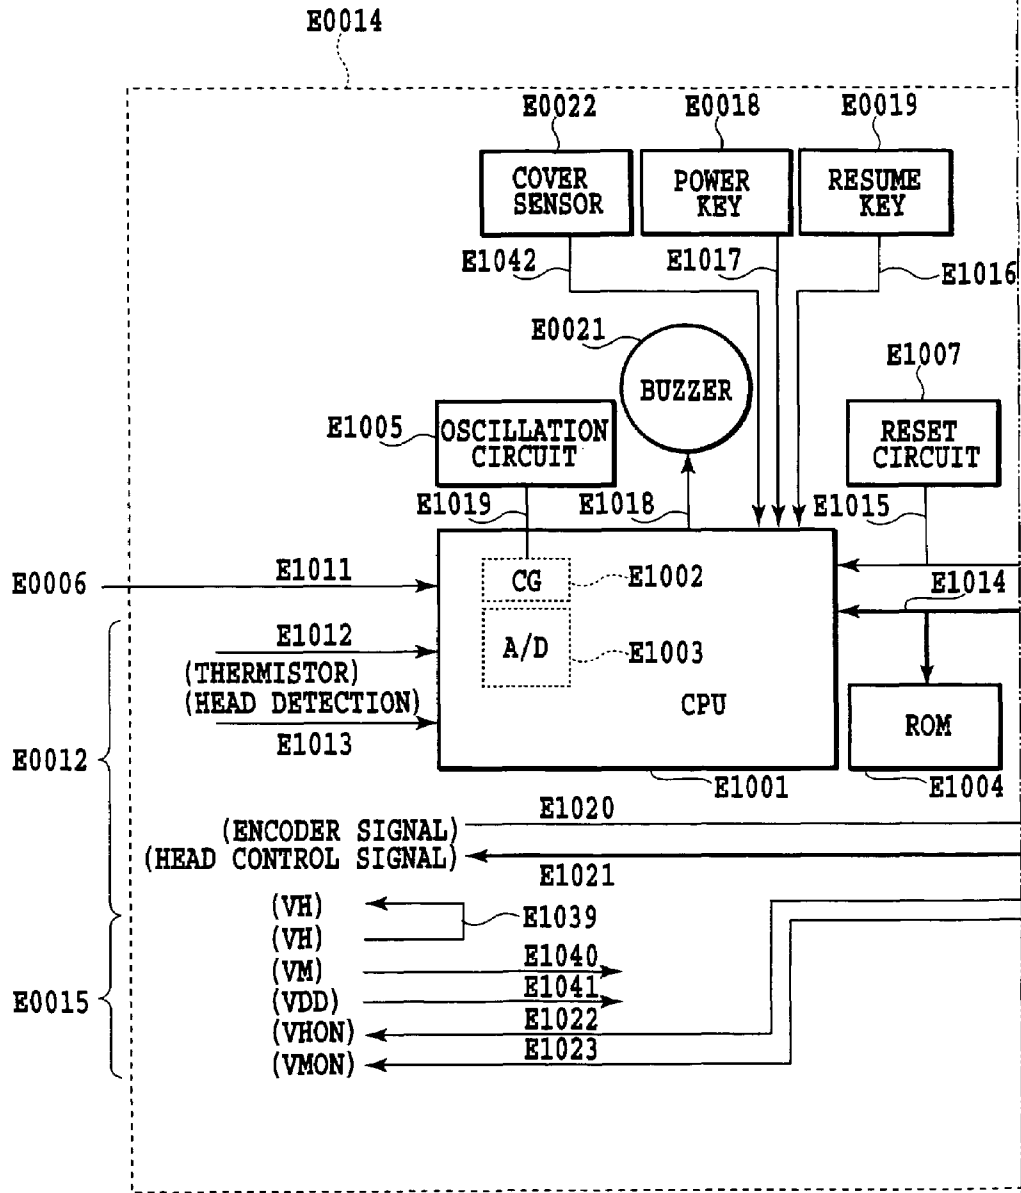 E0014
E0022
E0018
E0019
COVER
SENSOR
POWER
KEY
RESUME
KEY
E1042
E1017
E1016
E0021
E1007
BUZZER
E1005
OSCILLATION
CIRCUIT
RESET
CIRCUIT
E1019
E1018
E1015
E0006
E1011
CG
E1002
E1014
E1012
A/D
E1003
(THERMISTOR)
(HEAD DETECTION)
CPU
ROM
E1013
E0012
E1001
E1004
E1020
(ENCODER SIGNAL)
(HEAD CONTROL SIGNAL)
E1021
(VH)
E1039
(VH)
(VM)
E1040
E0015
(VDD)
E1041
(VHON)
E1022
(VMON)
E1023